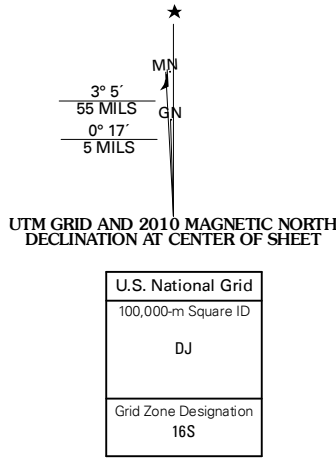 ★
MN
3° 5´
55 MILS
GN
0° 17´
5 MILS
UTM GRID AND 2010 MAGNETIC NORTH
DECLINATION AT CENTER OF SHEET
U.S. National Grid
100,000-m Square ID
DJ
Grid Zone Designation
16S